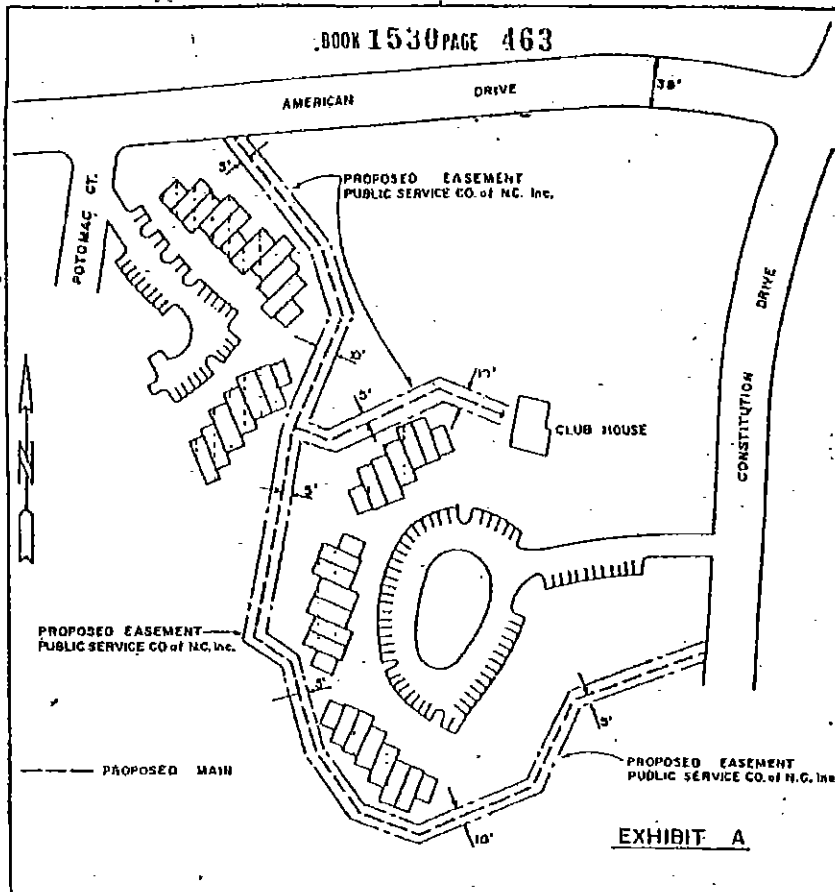 BOOK 1530 PAGE 463
AMERICAN DRIVE
38'
POTOMAC CT.
5'
PROPOSED EASEMENT
PUBLIC SERVICE CO. of NC. Inc.
CONSTITUTION DRIVE
10'
5'
CLUB HOUSE
N
5'
PROPOSED EASEMENT
PUBLIC SERVICE CO of N.C. Inc.
5'
PROPOSED MAIN
5'
PROPOSED EASEMENT
PUBLIC SERVICE CO. of N.C. Inc
10'
EXHIBIT A